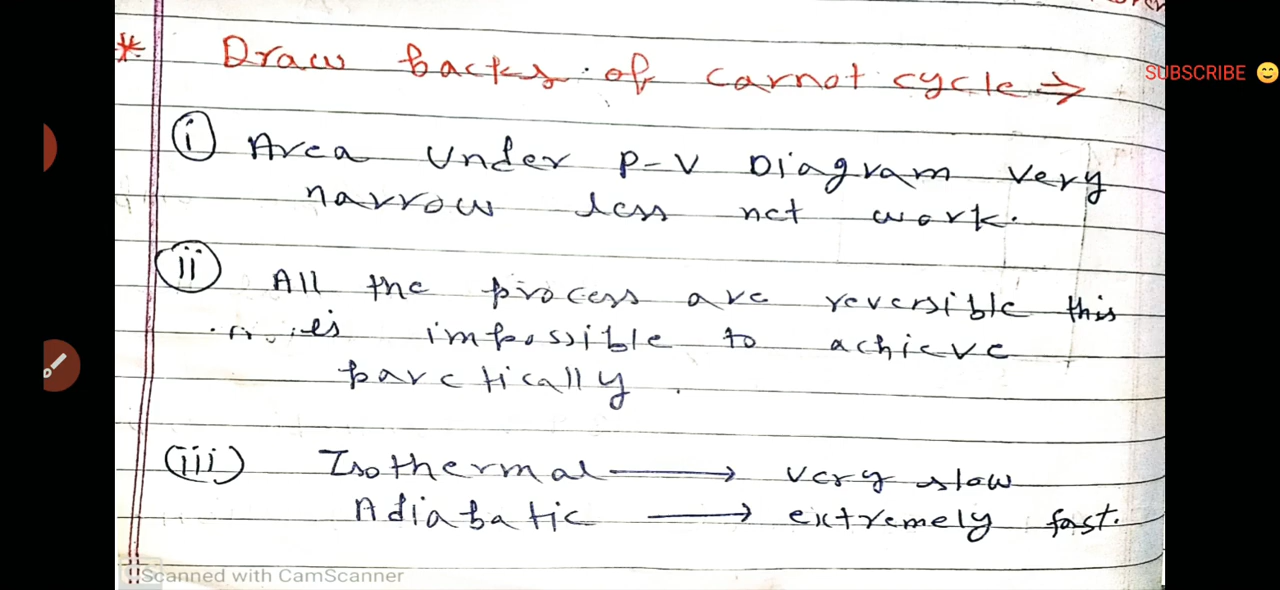 * Draw backs of carnot cycle ⇒
SUBSCRIBE 😊
(i) Area Under P-V Diagram very
narrow less net work.
(ii) All the process are reversible this
is impossible to achieve
parctically.
(iii) Isothermal → very slow
Adiabatic → extremely fast.
Scanned with CamScanner